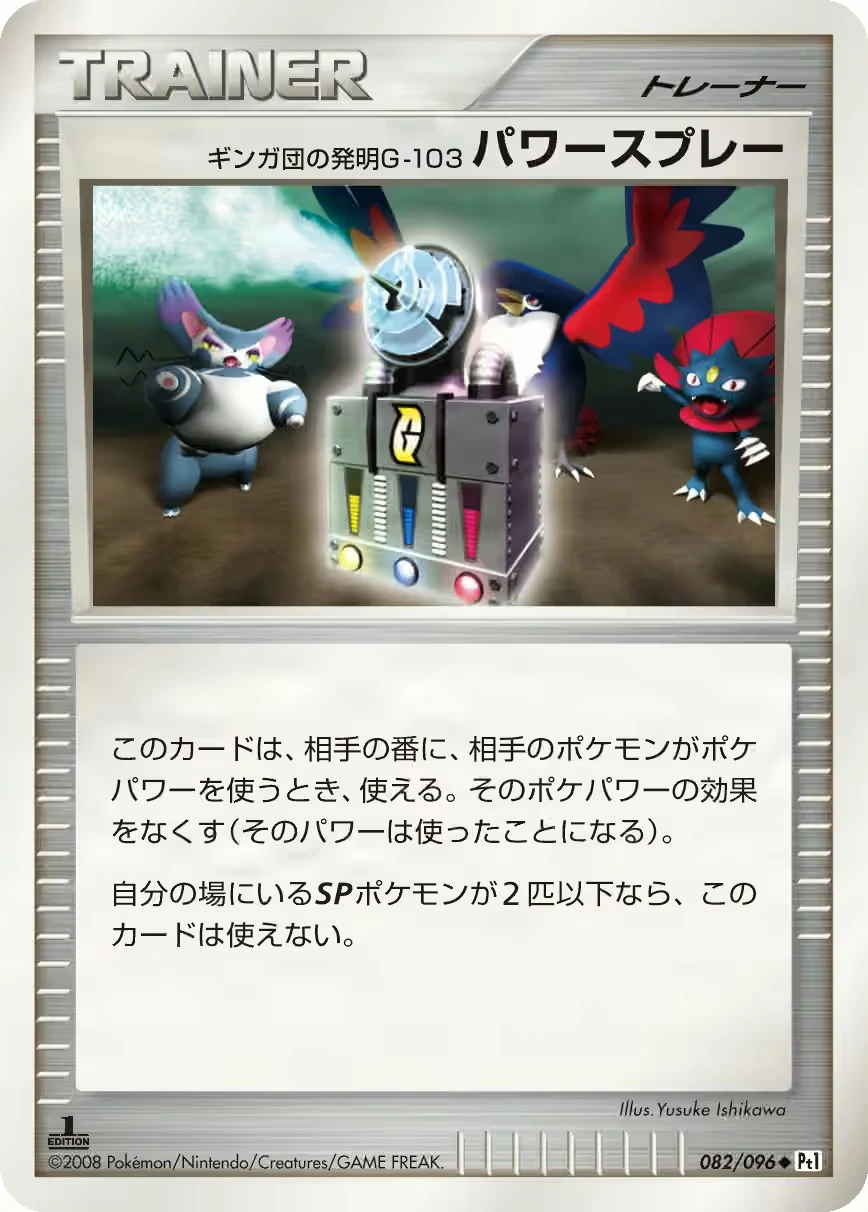 TRAINER
トレーナー
ギンガ団の発明G-103 パワースプレー
G
このカードは、相手の番に、相手のポケモンがポケ
パワーを使うとき、使える。そのポケパワーの効果
をなくす(そのパワーは使ったことになる)。
自分の場にいるSPポケモンが2匹以下なら、この
カードは使えない。
Illus. Yusuke Ishikawa
1
EDITION
©2008 Pokémon/Nintendo/Creatures/GAME FREAK.
082/096◆ Pt1